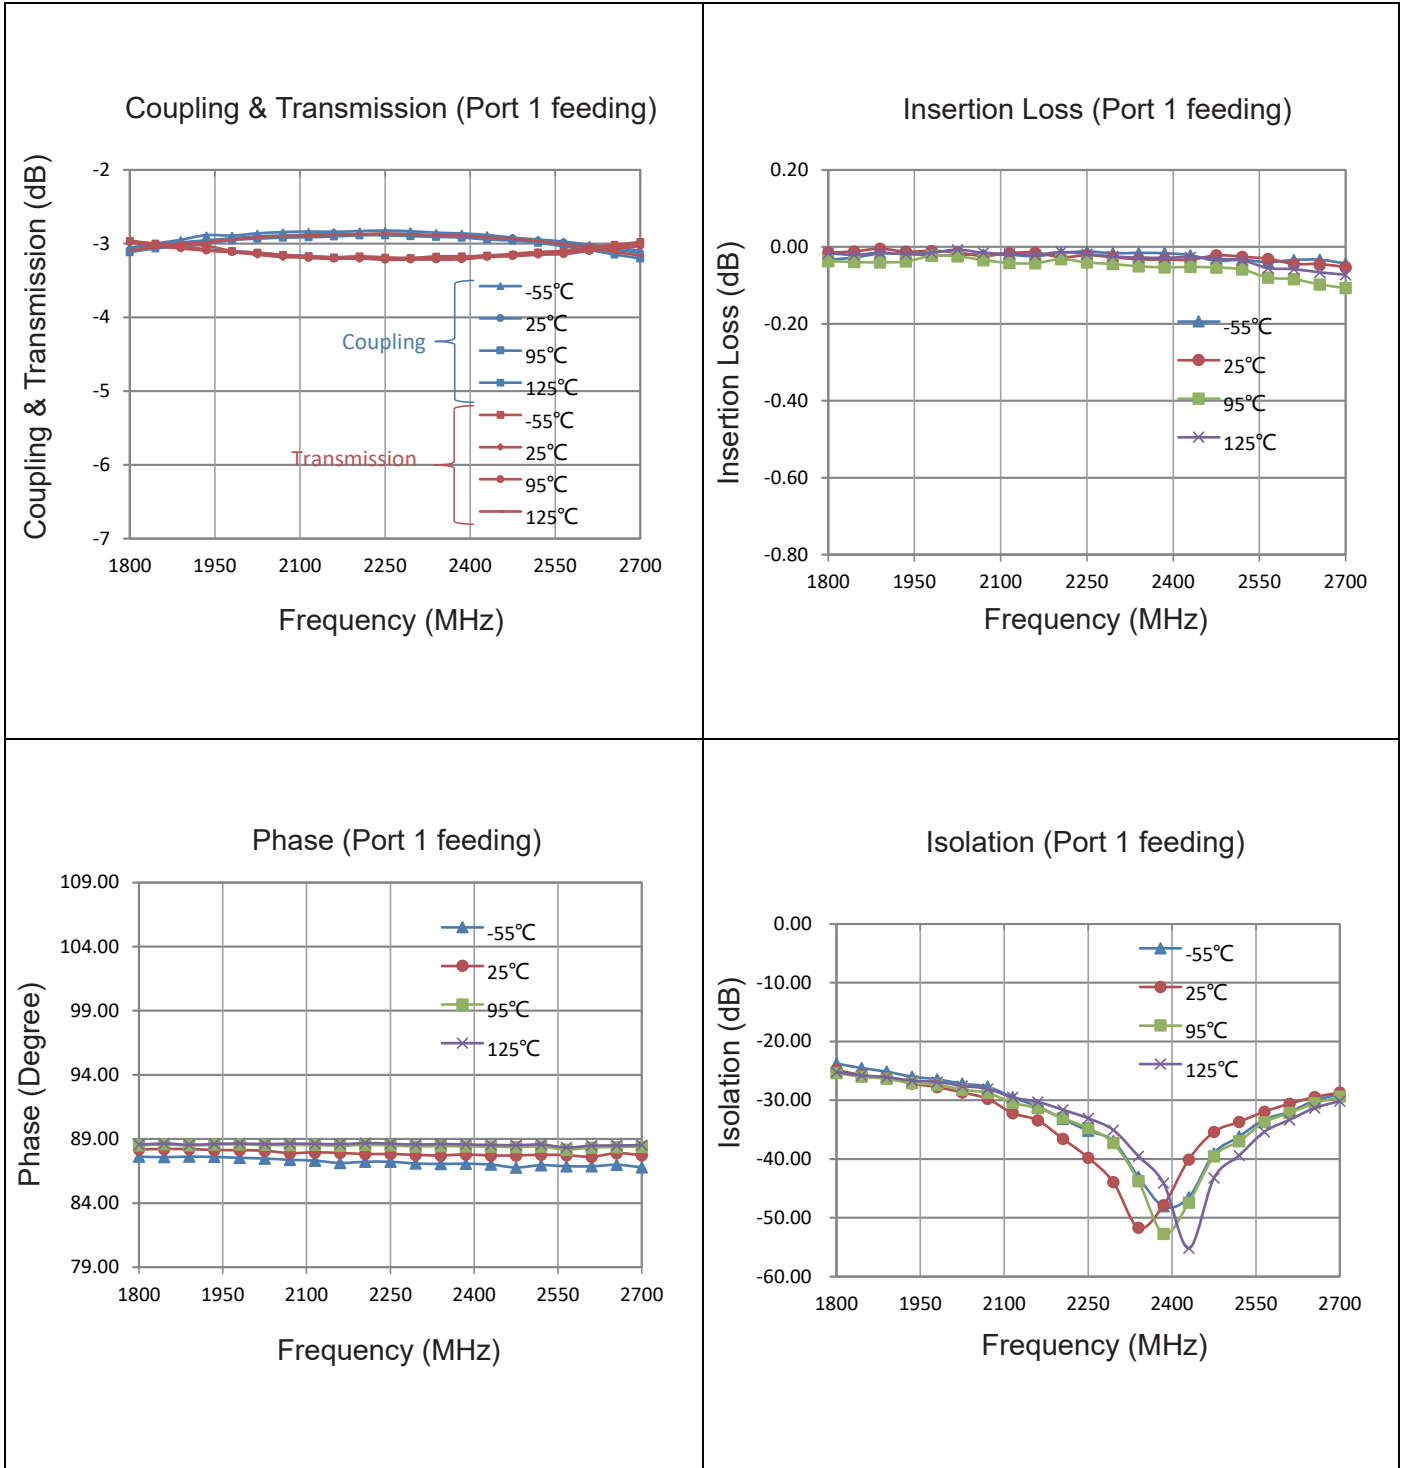 Coupling & Transmission (Port 1 feeding)
Coupling & Transmission (dB)
-2
-3
-4
-5
-6
-7
Coupling
-55℃
25℃
95℃
125℃
Transmission
-55℃
25℃
95℃
125℃
1800 1950 2100 2250 2400 2550 2700
Frequency (MHz)
Insertion Loss (Port 1 feeding)
Insertion Loss (dB)
0.20
0.00
-0.20
-0.40
-0.60
-0.80
-55℃
25℃
95℃
125℃
1800 1950 2100 2250 2400 2550 2700
Frequency (MHz)
Phase (Port 1 feeding)
Phase (Degree)
109.00
104.00
99.00
94.00
89.00
84.00
79.00
-55℃
25℃
95℃
125℃
1800 1950 2100 2250 2400 2550 2700
Frequency (MHz)
Isolation (Port 1 feeding)
Isolation (dB)
0.00
-10.00
-20.00
-30.00
-40.00
-50.00
-60.00
-55℃
25℃
95℃
125℃
1800 1950 2100 2250 2400 2550 2700
Frequency (MHz)